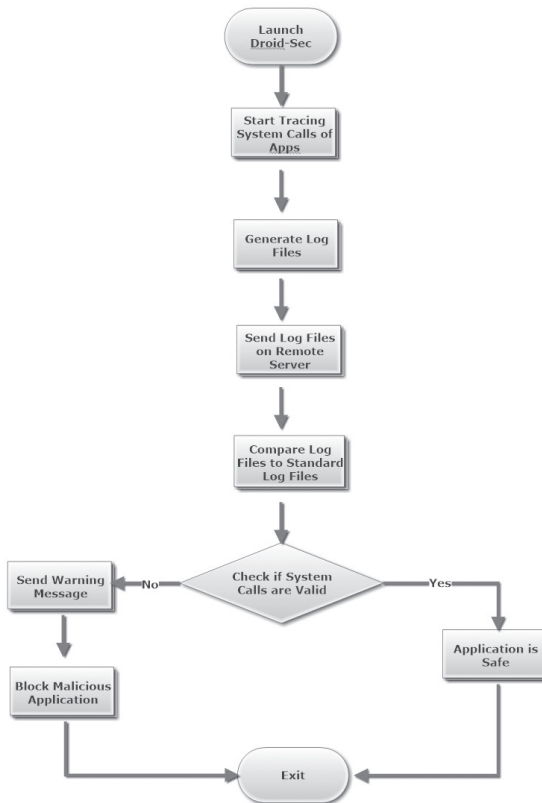 Launch
Droid-Sec
Start Tracing
System Calls of
Apps
Generate Log
Files
Send Log Files
on Remote
Server
Compare Log
Files to Standard
Log Files
Check if System
Calls are Valid
No
Yes
Send Warning
Message
Application is
Safe
Block Malicious
Application
Exit